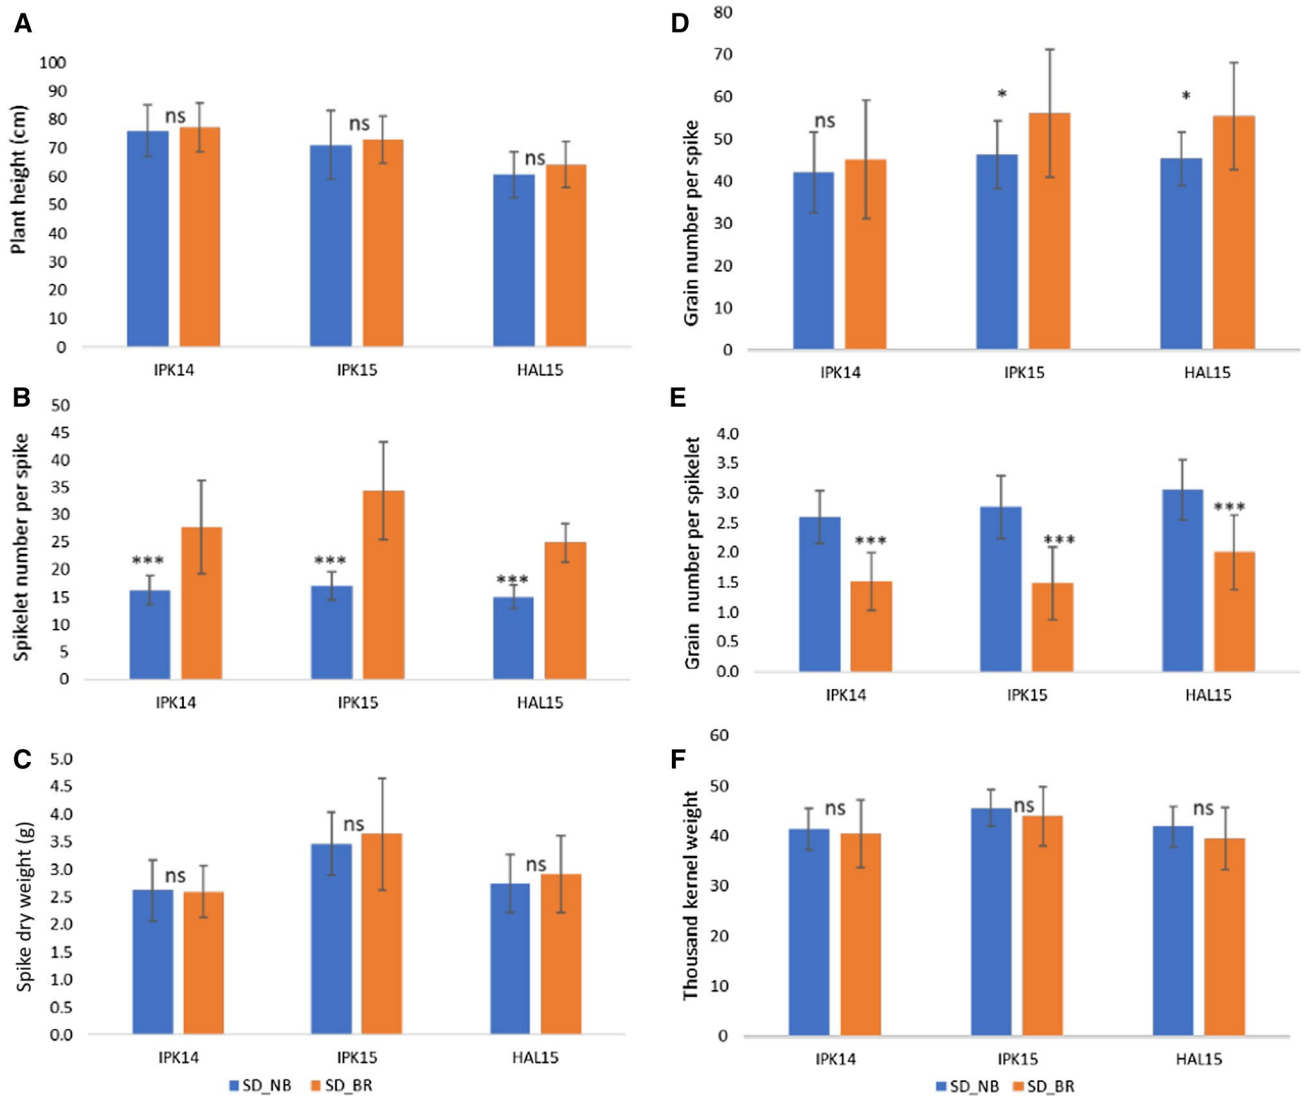 A
Plant height (cm)
100
90
80
70
60
50
40
30
20
10
0
ns
ns
ns
IPK14 IPK15 HAL15
B
Spikelet number per spike
50
45
40
35
30
25
20
15
10
5
0
***
***
***
IPK14 IPK15 HAL15
C
Spike dry weight (g)
5.0
4.5
4.0
3.5
3.0
2.5
2.0
1.5
1.0
0.5
0.0
ns
ns
ns
IPK14 IPK15 HAL15
SD_NB SD_BR
D
Grain number per spike
80
70
60
50
40
30
20
10
0
ns
*
*
IPK14 IPK15 HAL15
E
Grain number per spikelet
4.0
3.5
3.0
2.5
2.0
1.5
1.0
0.5
0.0
***
***
***
IPK14 IPK15 HAL15
F
Thousand kernel weight
60
50
40
30
20
10
0
ns
ns
ns
IPK14 IPK15 HAL15
SD_NB SD_BR